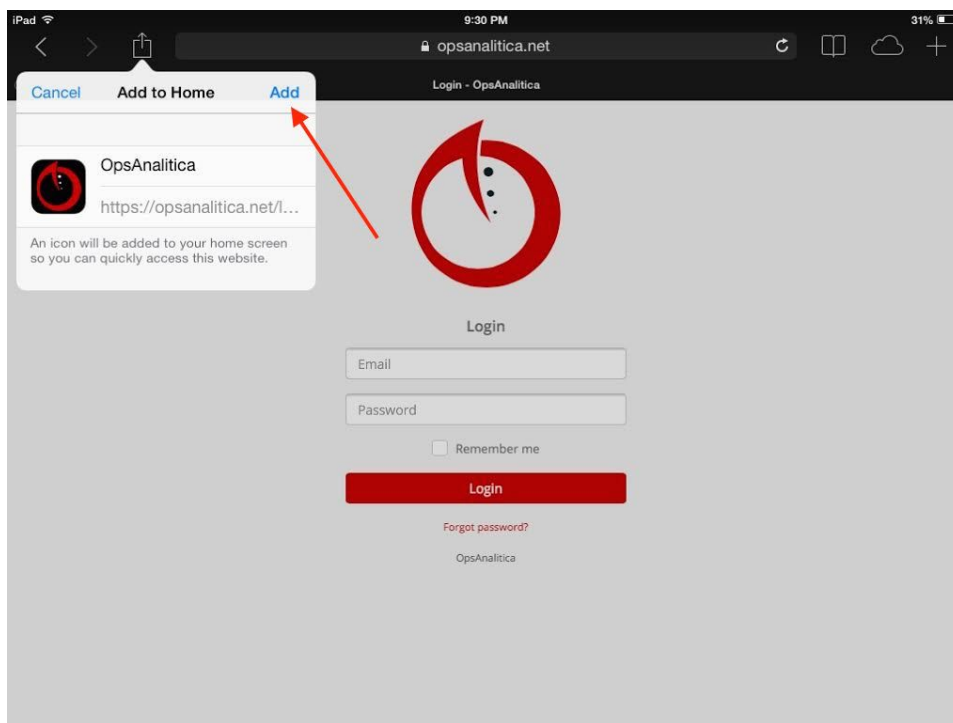 iPad 9:30 PM 31%
opsanalitica.net
Login - OpsAnalitica
Cancel Add to Home Add
OpsAnalitica
https://opsanalitica.net/l...
An icon will be added to your home screen
so you can quickly access this website.
Login
Email
Password
Remember me
Login
Forgot password?
OpsAnalitica